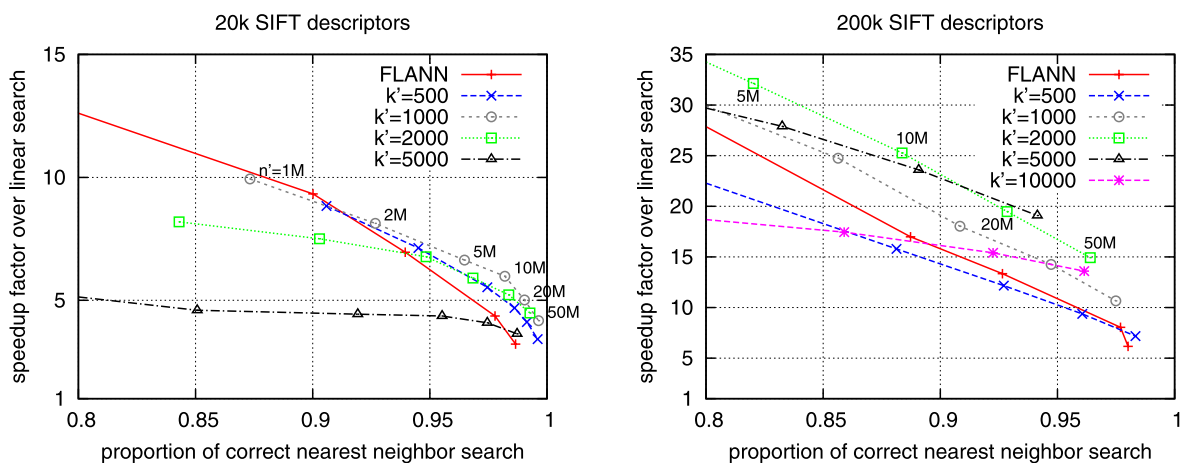 20k SIFT descriptors
15
10
5
1
0.8
0.85
0.9
0.95
1
speedup factor over linear search
proportion of correct nearest neighbor search
FLANN
k'=500
k'=1000
k'=2000
k'=5000
n'=1M
2M
5M
10M
20M
50M
200k SIFT descriptors
35
30
25
20
15
10
5
1
0.8
0.85
0.9
0.95
1
speedup factor over linear search
proportion of correct nearest neighbor search
FLANN
k'=500
k'=1000
k'=2000
k'=5000
k'=10000
5M
10M
20M
50M